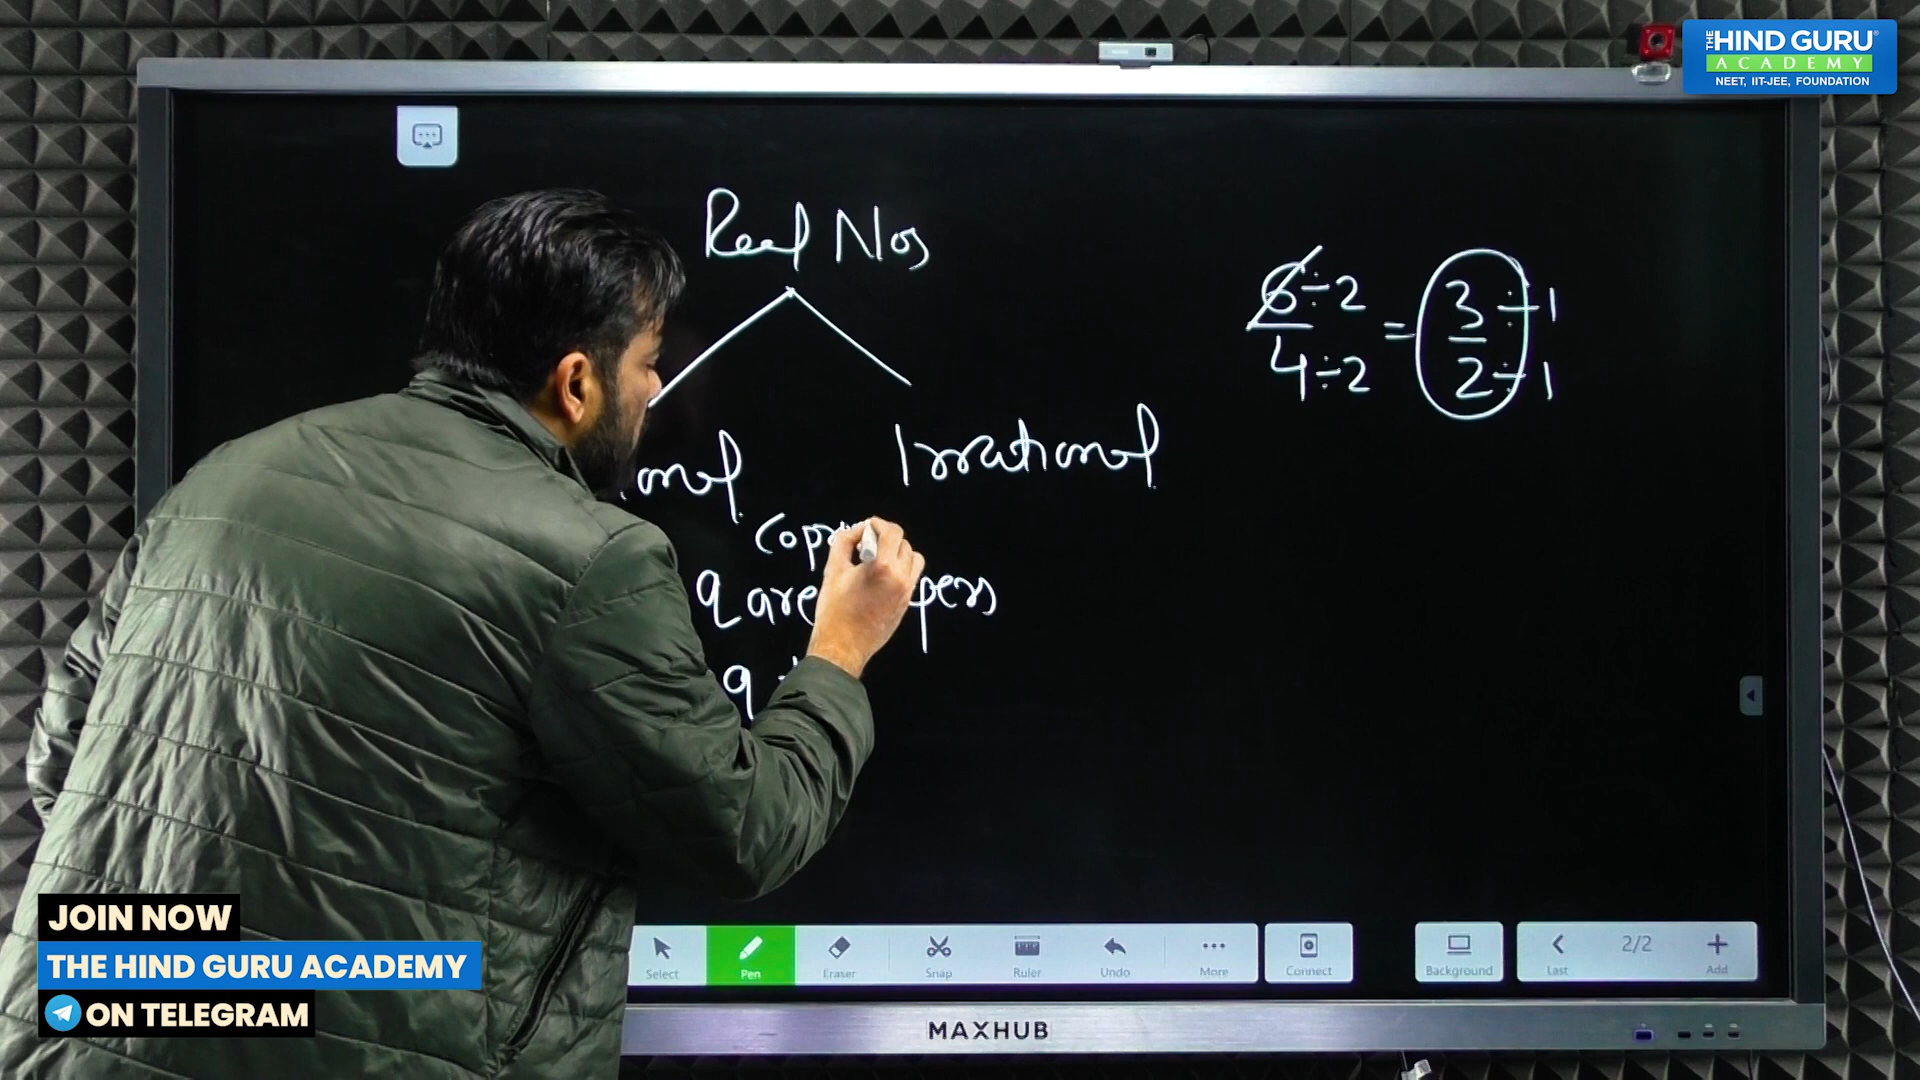 THE HIND GURU
ACADEMY
NEET, IIT-JEE, FOUNDATION
Real Nos
6÷2 = 3÷1
4÷2 2÷1
Irrational
q are
q
Select Pen Eraser Snap Ruler Undo More Connect Background Last 2/2 Add
MAXHUB
JOIN NOW
THE HIND GURU ACADEMY
ON TELEGRAM